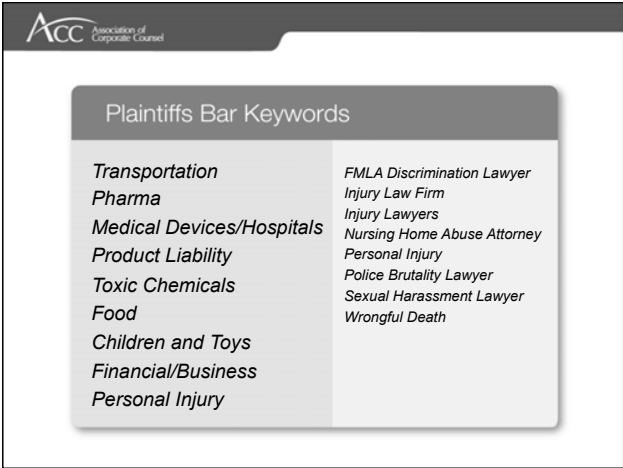 ACC Association of
Corporate Counsel
Plaintiffs Bar Keywords
Transportation
Pharma
Medical Devices/Hospitals
Product Liability
Toxic Chemicals
Food
Children and Toys
Financial/Business
Personal Injury
FMLA Discrimination Lawyer
Injury Law Firm
Injury Lawyers
Nursing Home Abuse Attorney
Personal Injury
Police Brutality Lawyer
Sexual Harassment Lawyer
Wrongful Death